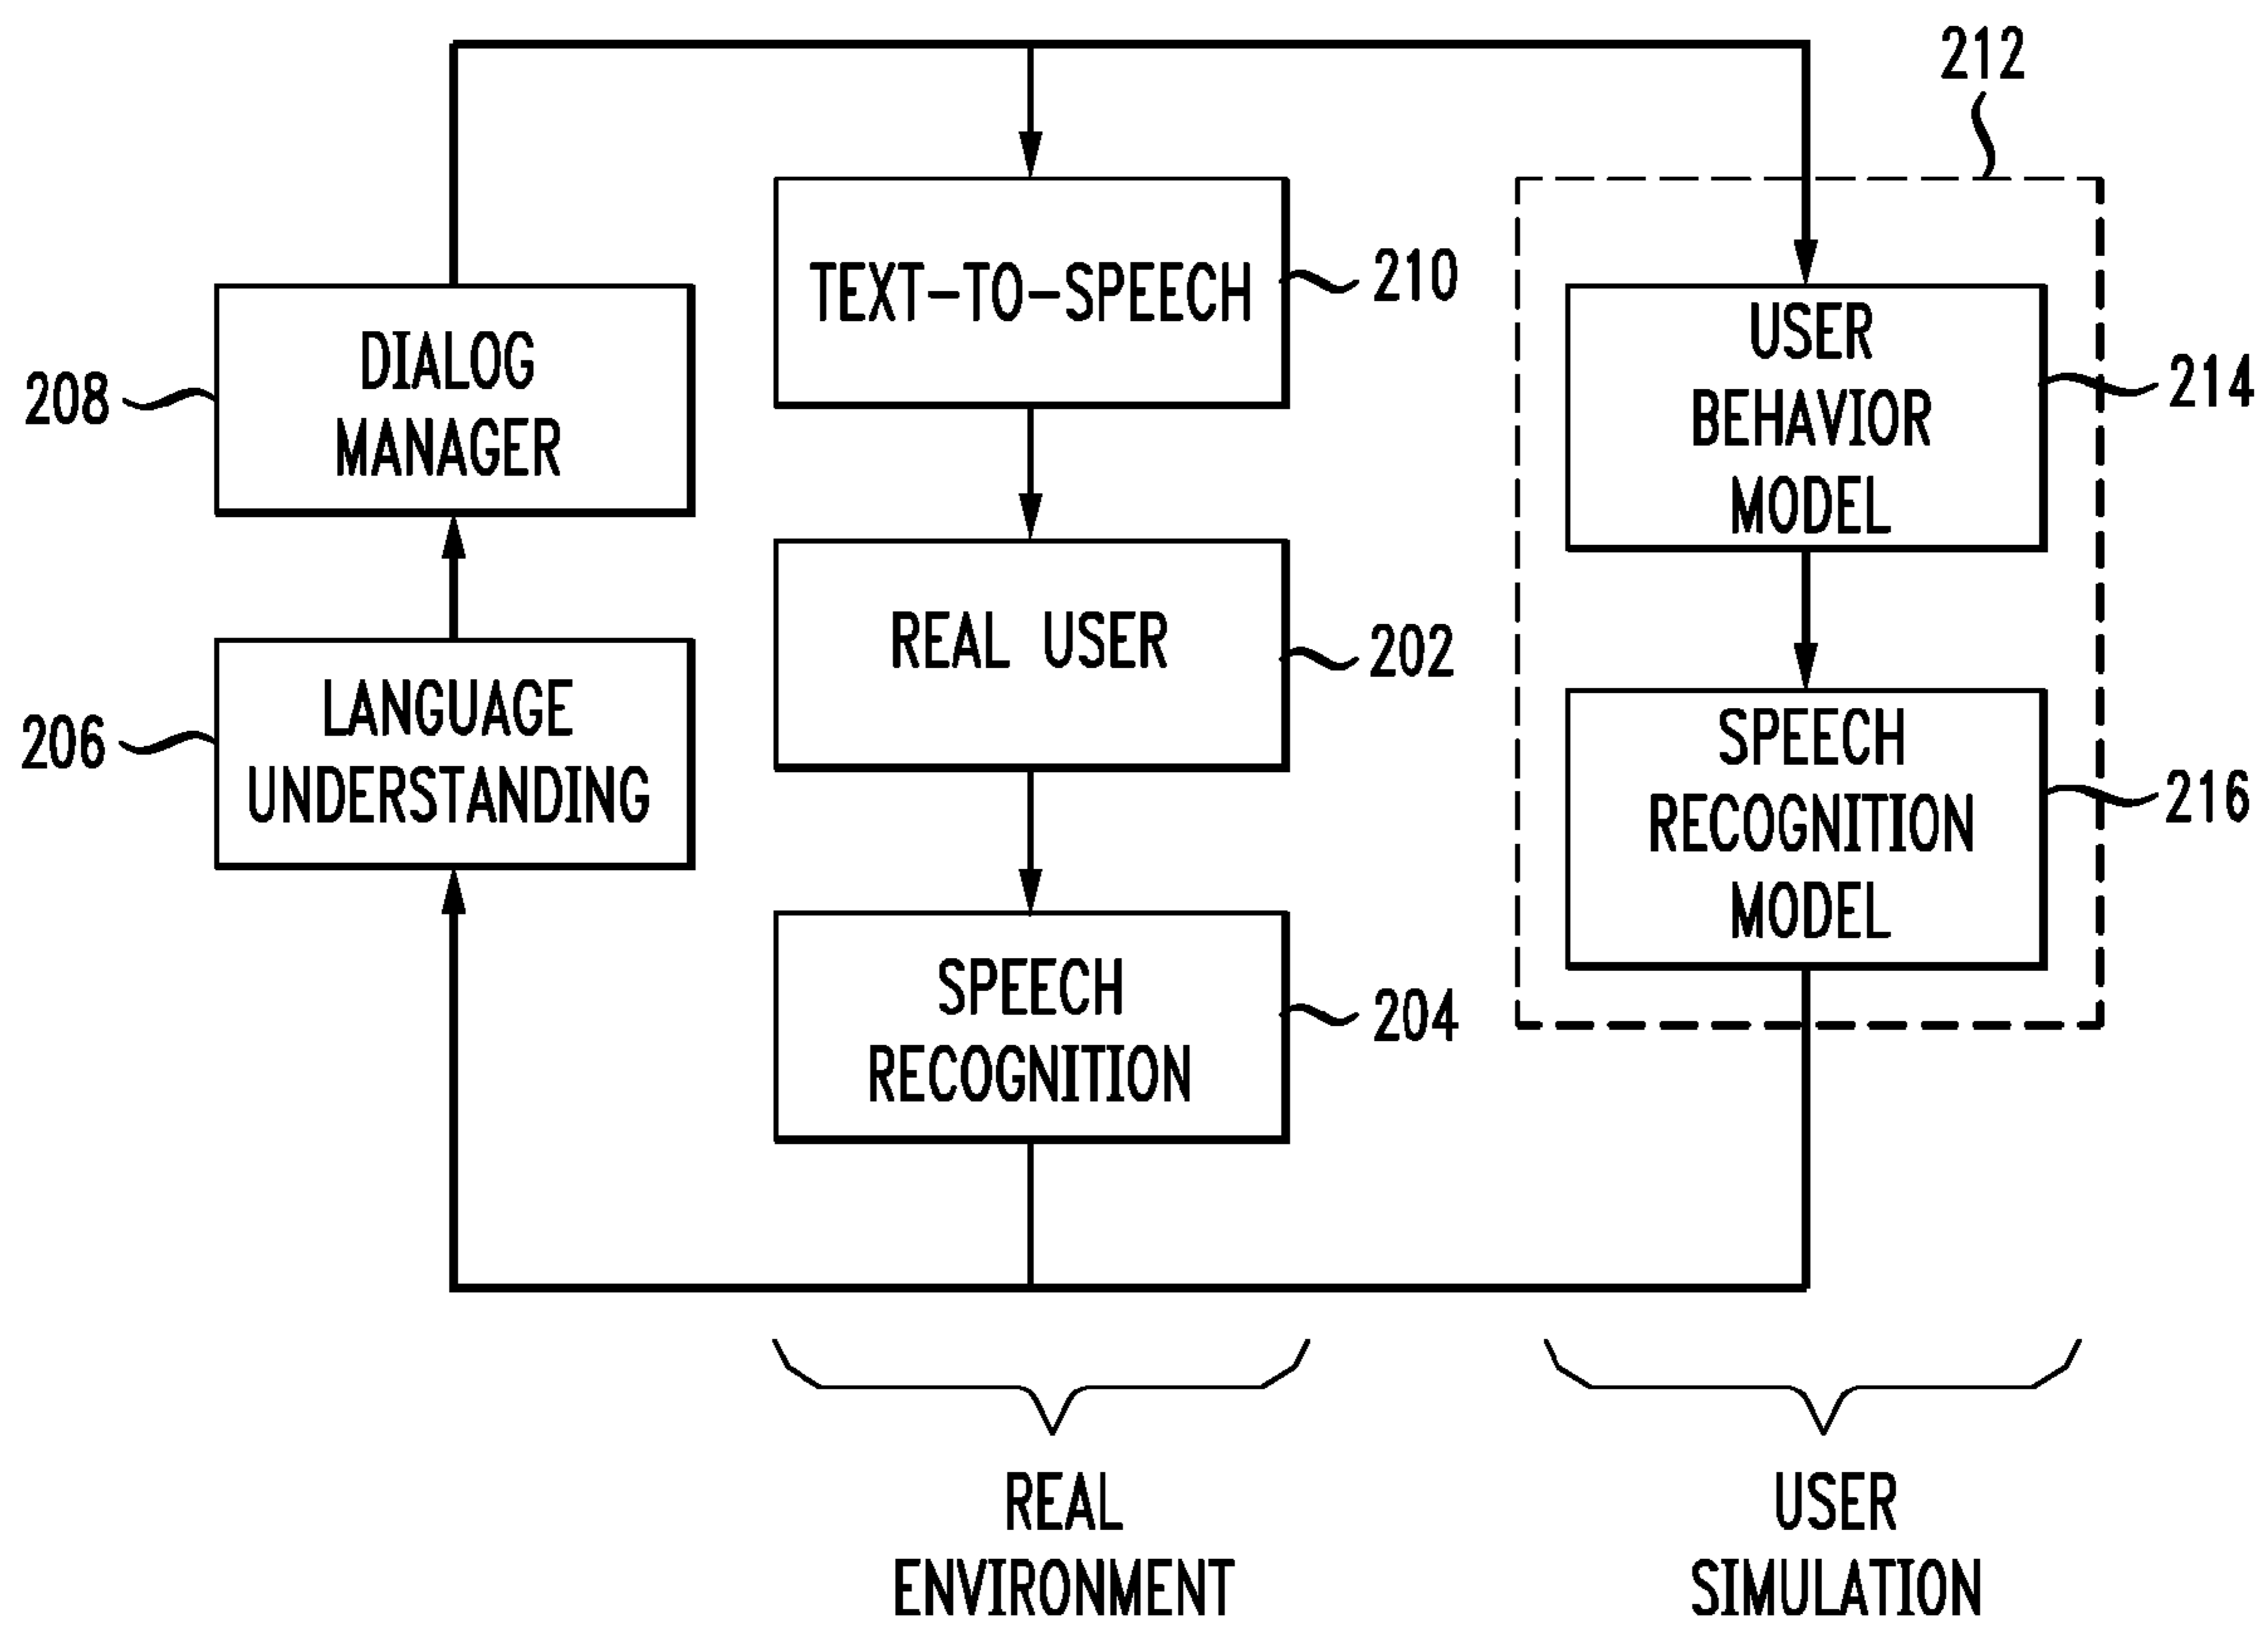 212
TEXT-TO-SPEECH
210
DIALOG
MANAGER
208
USER
BEHAVIOR
MODEL
214
REAL USER
202
LANGUAGE
UNDERSTANDING
206
SPEECH
RECOGNITION
MODEL
216
SPEECH
RECOGNITION
204
REAL
ENVIRONMENT
USER
SIMULATION